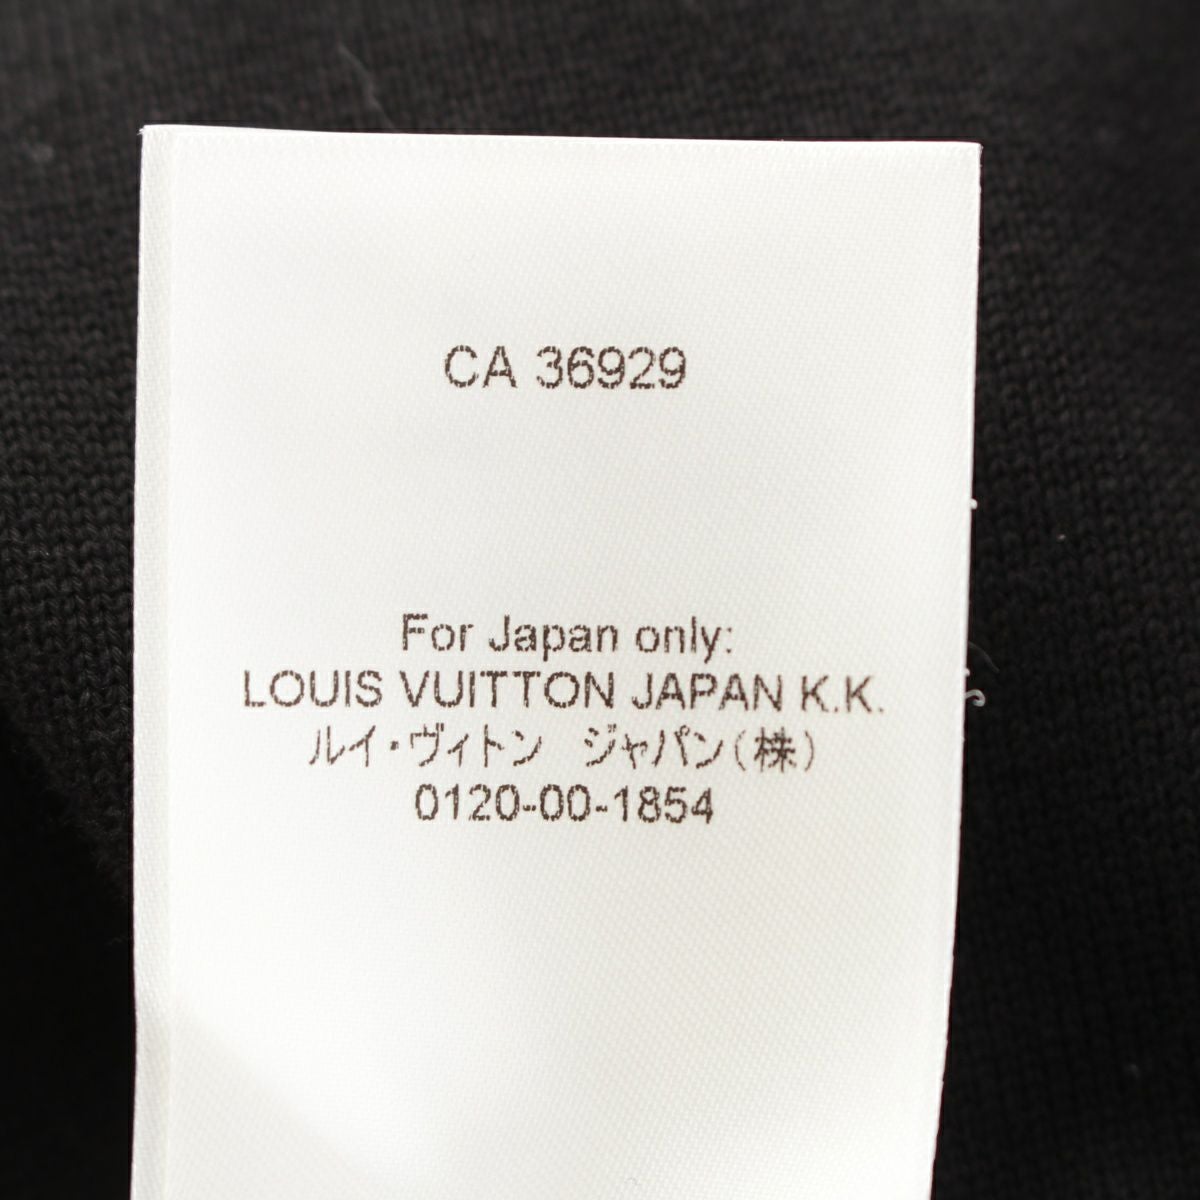 CA 36929
For Japan only:
LOUIS VUITTON JAPAN K.K.
ルイ・ヴィトン　ジャパン(株)
0120-00-1854